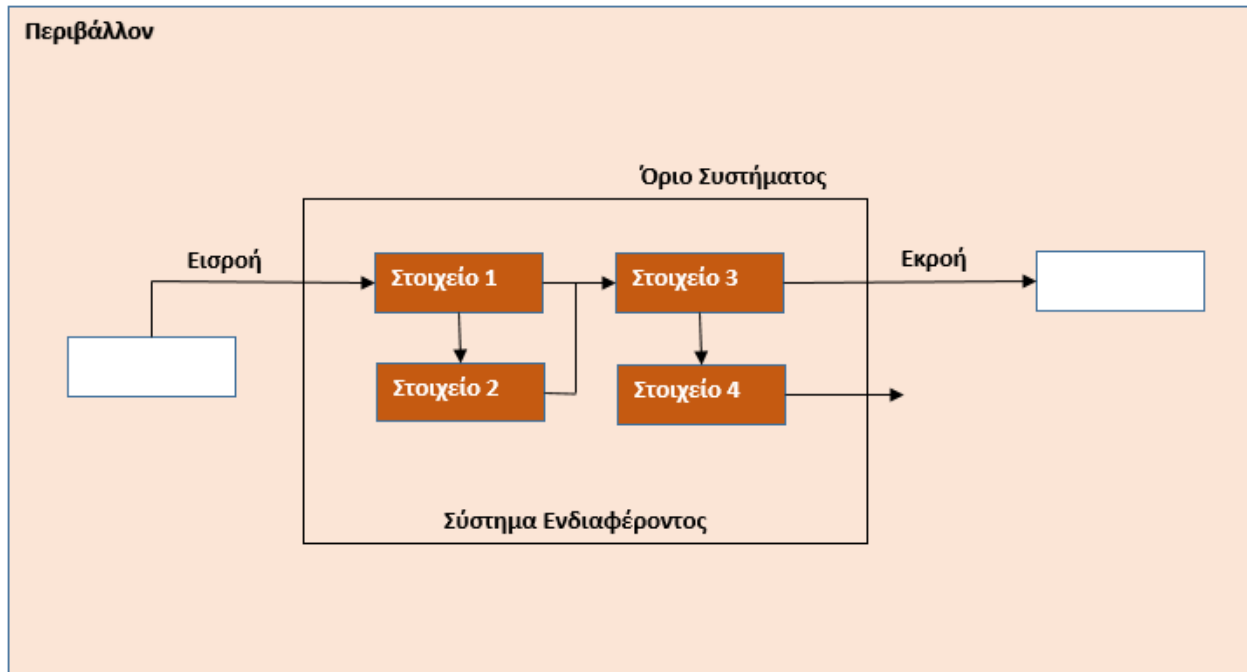 Περιβάλλον
Όριο Συστήματος
Εισροή
Εκροή
Στοιχείο 1
Στοιχείο 3
Στοιχείο 2
Στοιχείο 4
Σύστημα Ενδιαφέροντος